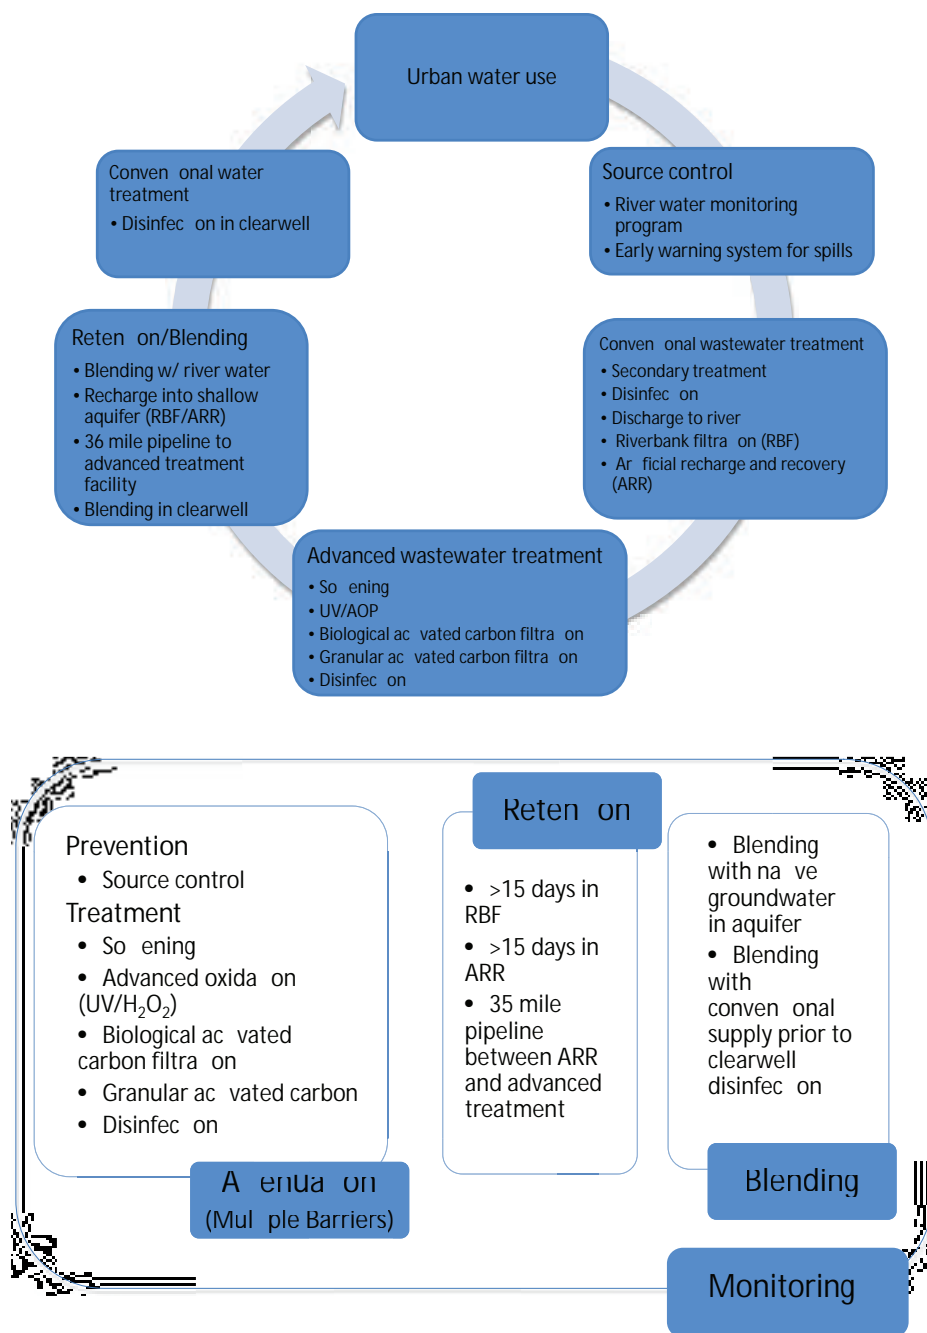 Urban water use
Source control
• River water monitoring
program
• Early warning system for spills
Conven onal wastewater treatment
• Secondary treatment
• Disinfec on
• Discharge to river
• Riverbank filtra on (RBF)
• Ar ficial recharge and recovery
(ARR)
Advanced wastewater treatment
• So ening
• UV/AOP
• Biological ac vated carbon filtra on
• Granular ac vated carbon filtra on
• Disinfec on
Reten on/Blending
• Blending w/ river water
• Recharge into shallow
aquifer (RBF/ARR)
• 36 mile pipeline to
advanced treatment
facility
• Blending in clearwell
Conven onal water
treatment
• Disinfec on in clearwell
Prevention
• Source control
Treatment
• So ening
• Advanced oxida on
(UV/H₂O₂)
• Biological ac vated
carbon filtra on
• Granular ac vated carbon
• Disinfec on
A enua on
(Mul ple Barriers)
Reten on
• >15 days in
RBF
• >15 days in
ARR
• 35 mile
pipeline
between ARR
and advanced
treatment
• Blending
with na ve
groundwater
in aquifer
• Blending
with
conven onal
supply prior to
clearwell
disinfec on
Blending
Monitoring